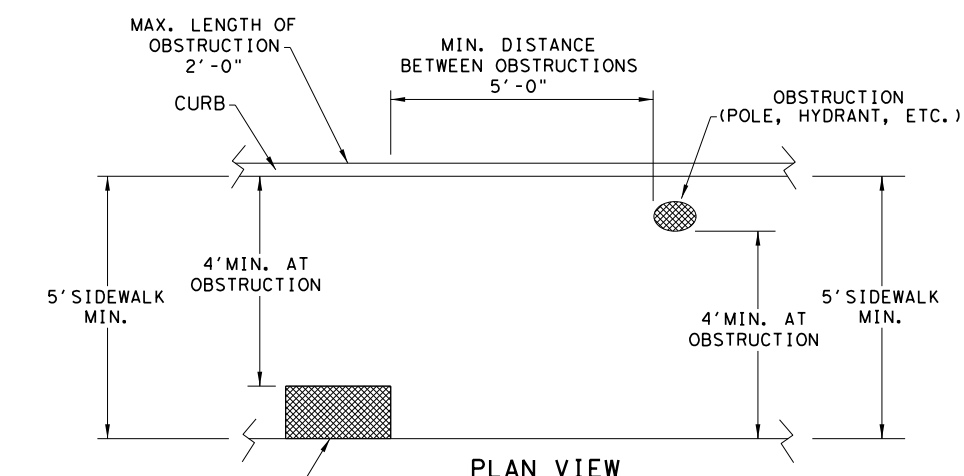 MAX. LENGTH OF
OBSTRUCTION
2'-0"
CURB
MIN. DISTANCE
BETWEEN OBSTRUCTIONS
5'-0"
OBSTRUCTION
(POLE, HYDRANT, ETC.)
4'MIN. AT
OBSTRUCTION
5'SIDEWALK
MIN.
4'MIN. AT
OBSTRUCTION
5'SIDEWALK
MIN.
PLAN VIEW